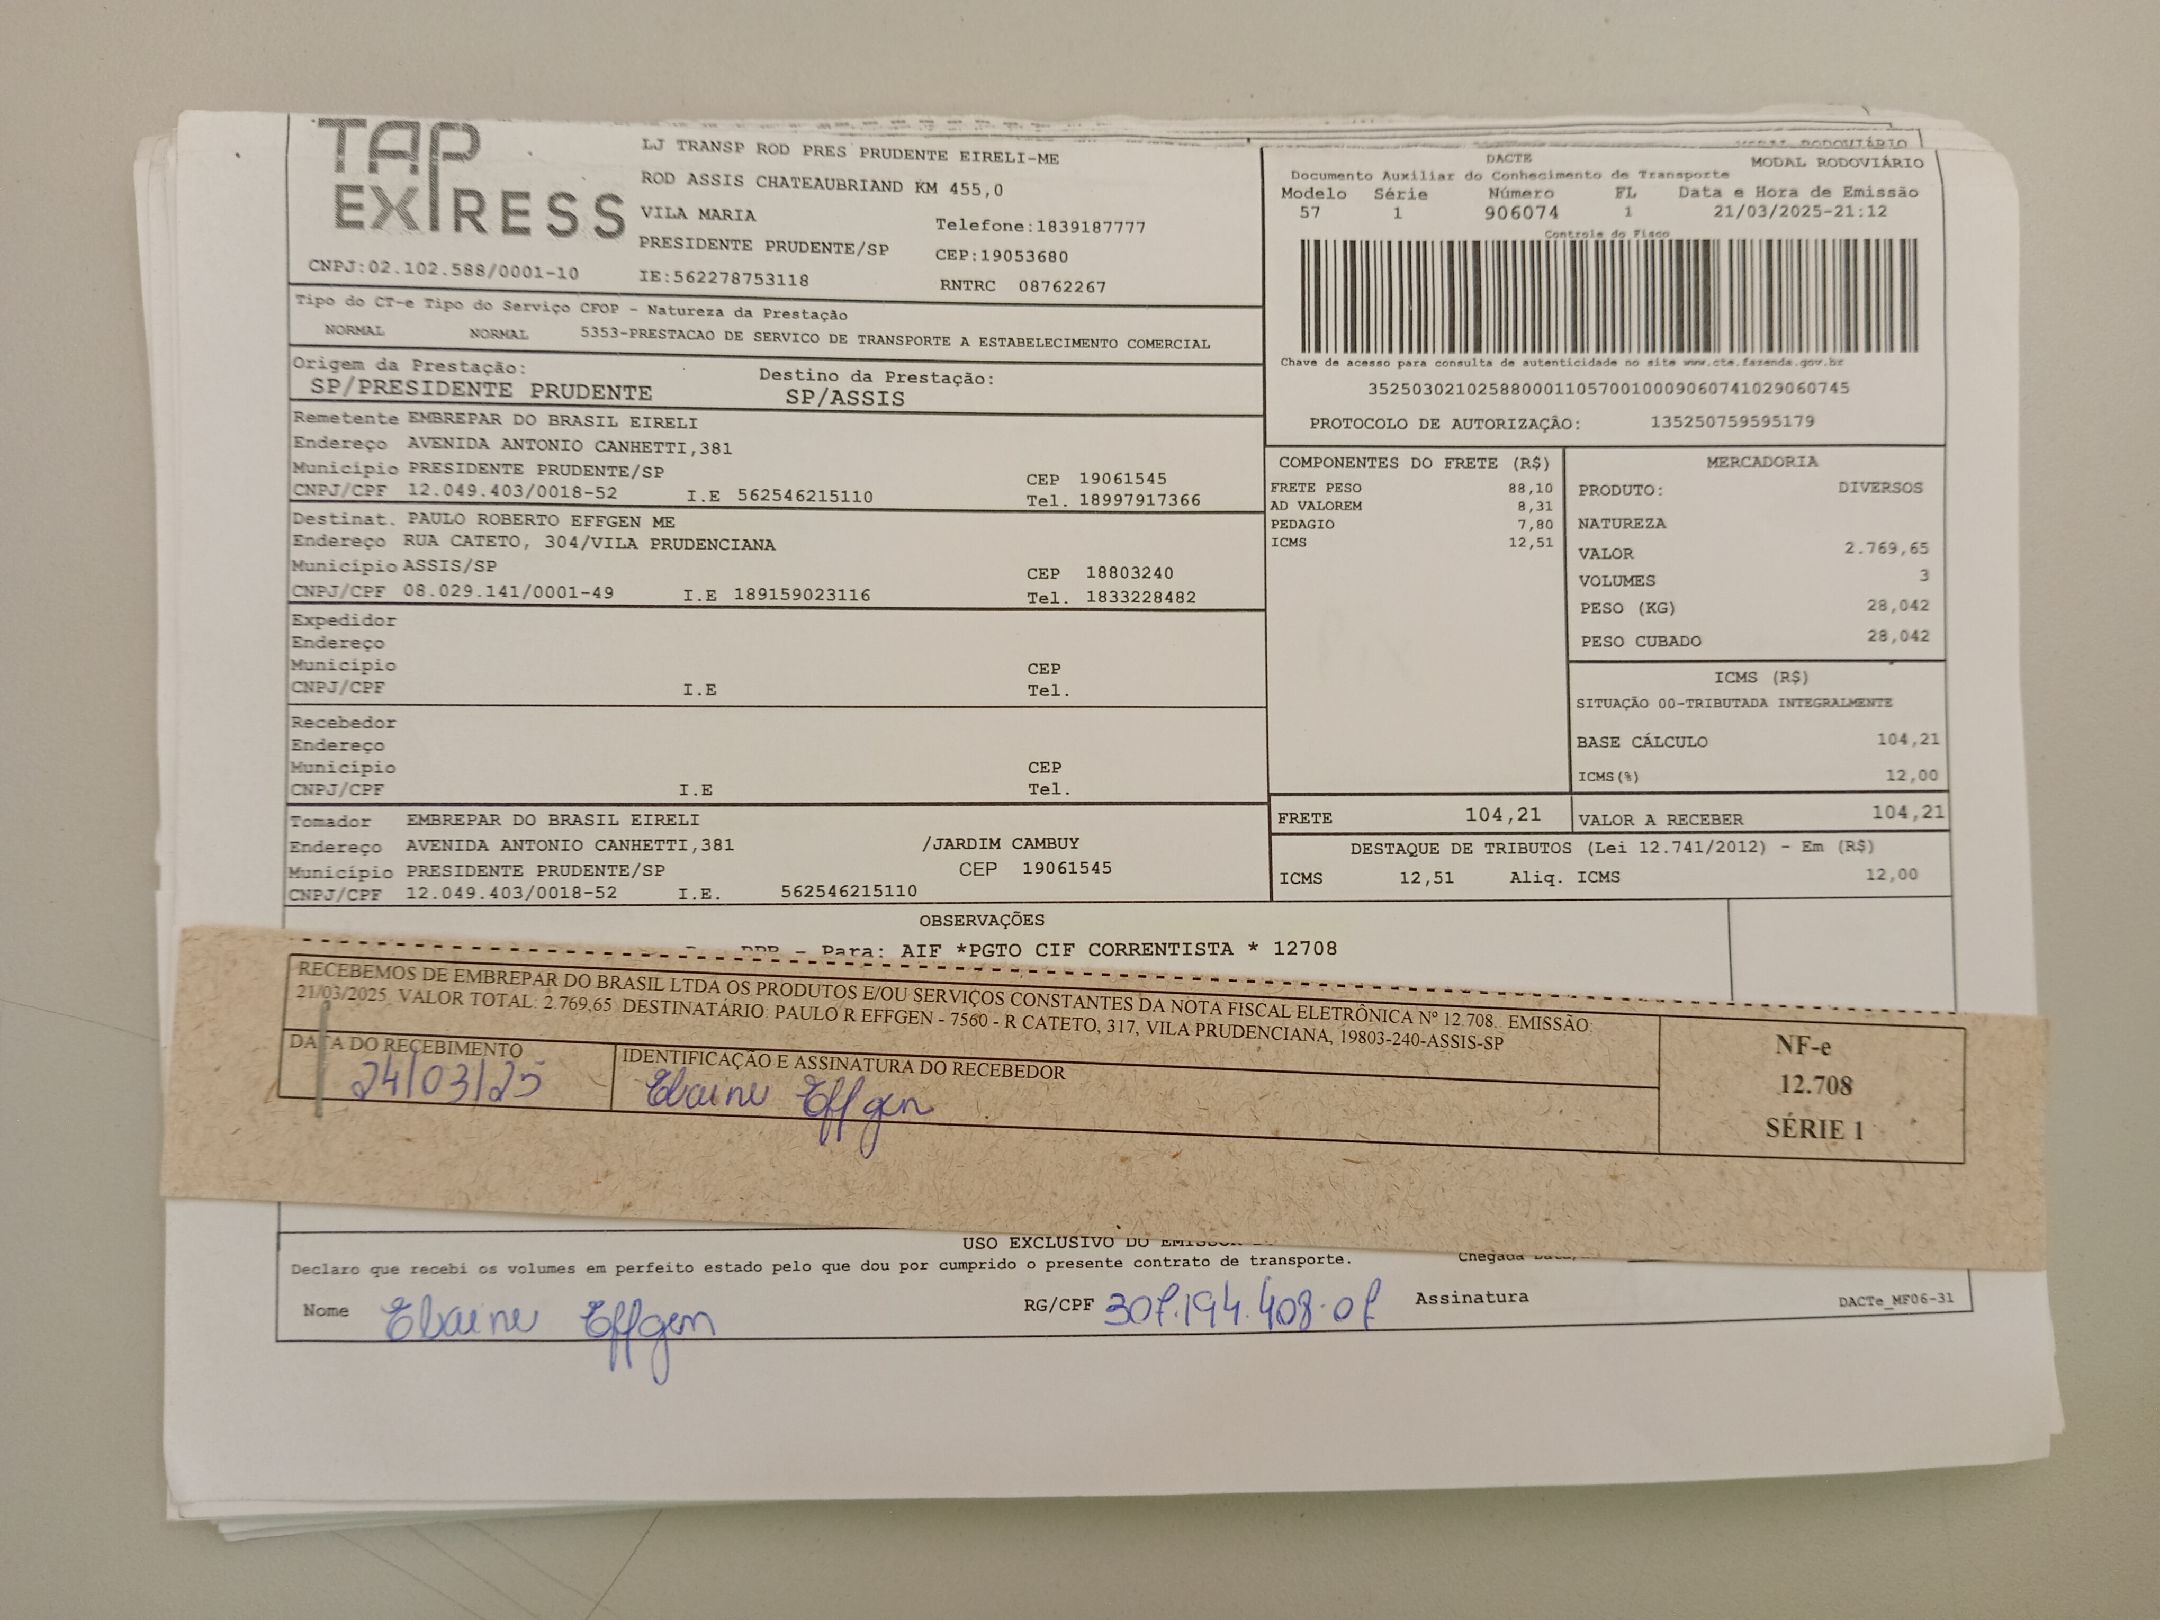 TAP EXPRESS
LJ TRANSP ROD PRES PRUDENTE EIRELI-ME
ROD ASSIS CHATEAUBRIAND KM 455,0
VILA MARIA
Telefone:1839187777
PRESIDENTE PRUDENTE/SP
CEP:19053680
CNPJ:02.102.588/0001-10
IE:562278753118
RNTRC 08762267
MODAL RODOVIÁRIO
DACTE
MODAL RODOVIÁRIO
Documento Auxiliar do Conhecimento de Transporte
Modelo Série Número FL Data e Hora de Emissão
57 1 906074 1 21/03/2025-21:12
Controle do Fisco
Chave de acesso para consulta de autenticidade no site www.cte.fazenda.gov.br
35250302102588000110570010009060741029060745
PROTOCOLO DE AUTORIZAÇÃO: 135250759595179
Tipo do CT-e Tipo do Serviço CFOP - Natureza da Prestação
NORMAL NORMAL 5353-PRESTACAO DE SERVICO DE TRANSPORTE A ESTABELECIMENTO COMERCIAL
Origem da Prestação: Destino da Prestação:
SP/PRESIDENTE PRUDENTE SP/ASSIS
Remetente EMBREPAR DO BRASIL EIRELI
Endereço AVENIDA ANTONIO CANHETTI,381
Município PRESIDENTE PRUDENTE/SP CEP 19061545
CNPJ/CPF 12.049.403/0018-52 I.E 562546215110 Tel. 18997917366
Destinat. PAULO ROBERTO EFFGEN ME
Endereço RUA CATETO, 304/VILA PRUDENCIANA
Município ASSIS/SP CEP 18803240
CNPJ/CPF 08.029.141/0001-49 I.E 189159023116 Tel. 1833228482
Expedidor
Endereço
Município CEP
CNPJ/CPF I.E Tel.
Recebedor
Endereço
Município CEP
CNPJ/CPF I.E Tel.
Tomador EMBREPAR DO BRASIL EIRELI
Endereço AVENIDA ANTONIO CANHETTI,381 /JARDIM CAMBUY
Município PRESIDENTE PRUDENTE/SP CEP 19061545
CNPJ/CPF 12.049.403/0018-52 I.E. 562546215110
COMPONENTES DO FRETE (R$)
FRETE PESO 88,10
AD VALOREM 8,31
PEDAGIO 7,80
ICMS 12,51
MERCADORIA
PRODUTO: DIVERSOS
NATUREZA
VALOR 2.769,65
VOLUMES 3
PESO (KG) 28,042
PESO CUBADO 28,042
ICMS (R$)
SITUAÇÃO 00-TRIBUTADA INTEGRALMENTE
BASE CÁLCULO 104,21
ICMS(%) 12,00
FRETE 104,21 VALOR A RECEBER 104,21
DESTAQUE DE TRIBUTOS (Lei 12.741/2012) - Em (R$)
ICMS 12,51 Aliq. ICMS 12,00
OBSERVAÇÕES
- Para: AIF *PGTO CIF CORRENTISTA * 12708
RECEBEMOS DE EMBREPAR DO BRASIL LTDA OS PRODUTOS E/OU SERVIÇOS CONSTANTES DA NOTA FISCAL ELETRÔNICA Nº 12.708. EMISSÃO:
21/03/2025 VALOR TOTAL: 2.769,65 DESTINATÁRIO: PAULO R EFFGEN - 7560 - R CATETO, 317, VILA PRUDENCIANA, 19803-240-ASSIS-SP
DATA DO RECEBIMENTO
24/03/25
IDENTIFICAÇÃO E ASSINATURA DO RECEBEDOR
Elaine Effgen
NF-e
12.708
SÉRIE 1
USO EXCLUSIVO DO
Chegada
Declaro que recebi os volumes em perfeito estado pelo que dou por cumprido o presente contrato de transporte.
Nome Elaine Effgen RG/CPF Assinatura
DACTe_MF06-31